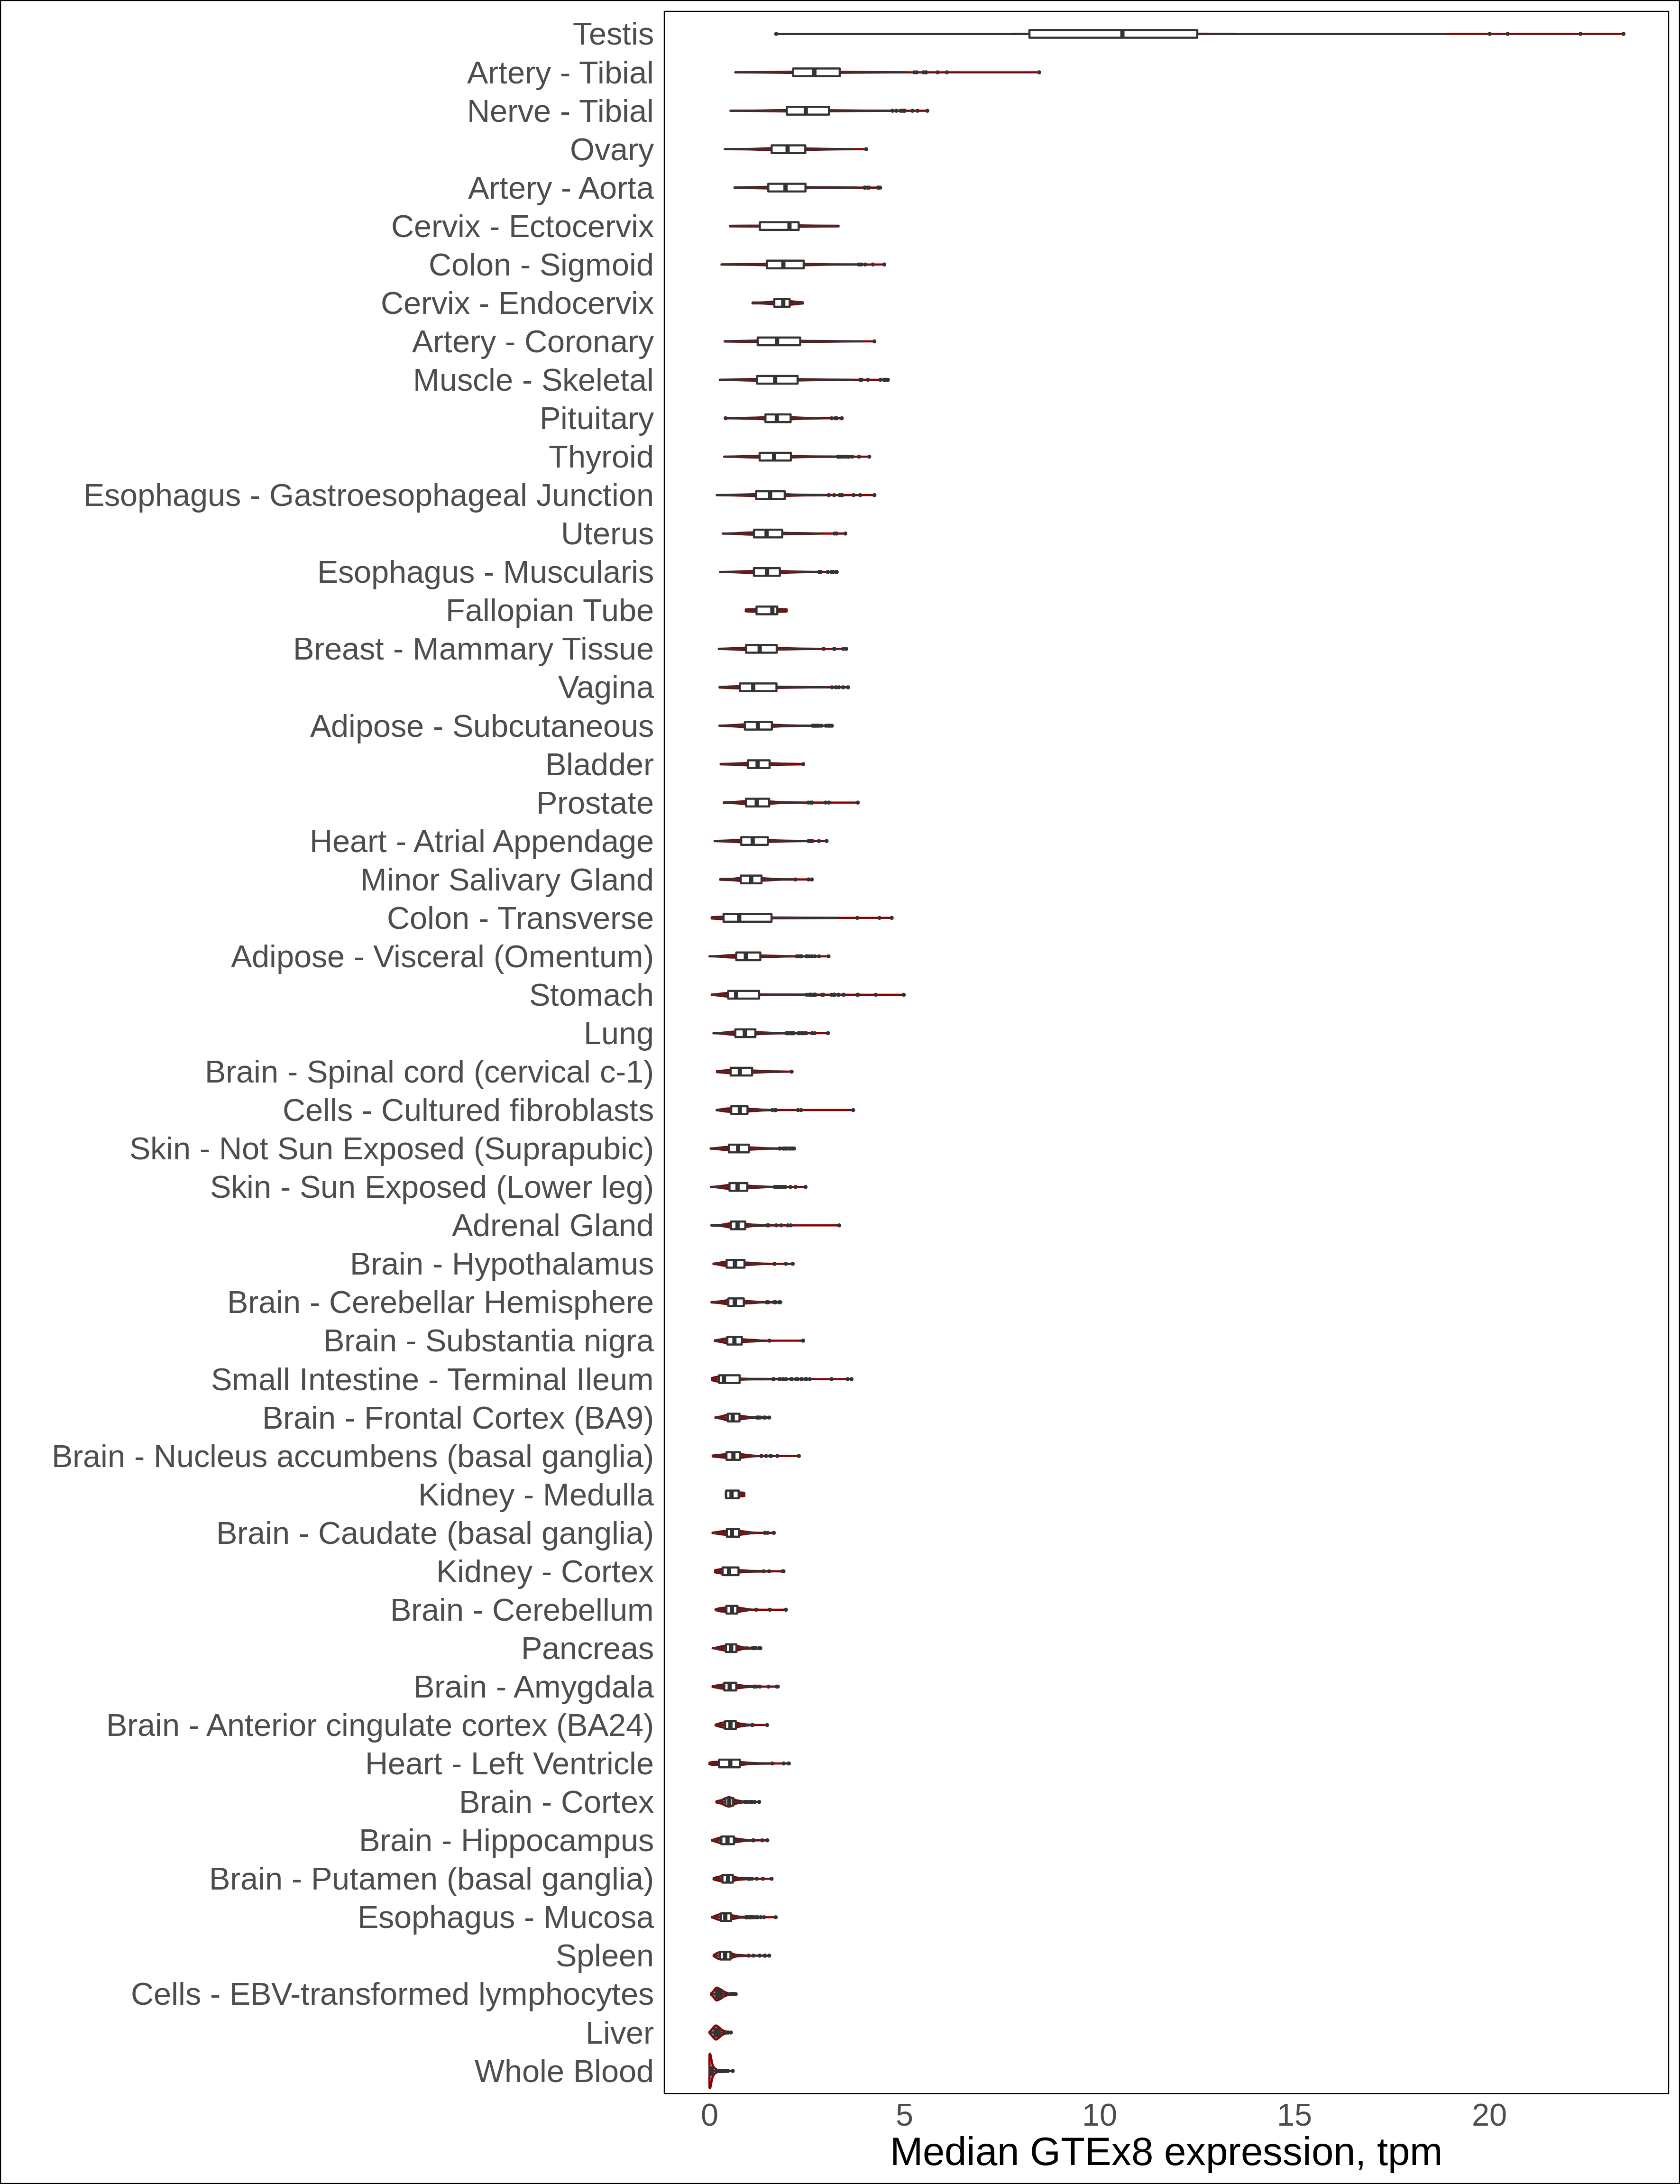 Testis
Artery - Tibial
Nerve - Tibial
Ovary
Artery - Aorta
Cervix - Ectocervix
Colon - Sigmoid
Cervix - Endocervix
Artery - Coronary
Muscle - Skeletal
Pituitary
Thyroid
Esophagus - Gastroesophageal Junction
Uterus
Esophagus - Muscularis
Fallopian Tube
Breast - Mammary Tissue
Vagina
Adipose - Subcutaneous
Bladder
Prostate
Heart - Atrial Appendage
Minor Salivary Gland
Colon - Transverse
Adipose - Visceral (Omentum)
Stomach
Lung
Brain - Spinal cord (cervical c-1)
Cells - Cultured fibroblasts
Skin - Not Sun Exposed (Suprapubic)
Skin - Sun Exposed (Lower leg)
Adrenal Gland
Brain - Hypothalamus
Brain - Cerebellar Hemisphere
Brain - Substantia nigra
Small Intestine - Terminal Ileum
Brain - Frontal Cortex (BA9)
Brain - Nucleus accumbens (basal ganglia)
Kidney - Medulla
Brain - Caudate (basal ganglia)
Kidney - Cortex
Brain - Cerebellum
Pancreas
Brain - Amygdala
Brain - Anterior cingulate cortex (BA24)
Heart - Left Ventricle
Brain - Cortex
Brain - Hippocampus
Brain - Putamen (basal ganglia)
Esophagus - Mucosa
Spleen
Cells - EBV-transformed lymphocytes
Liver
Whole Blood
0 5 10 15 20
Median GTEx8 expression, tpm